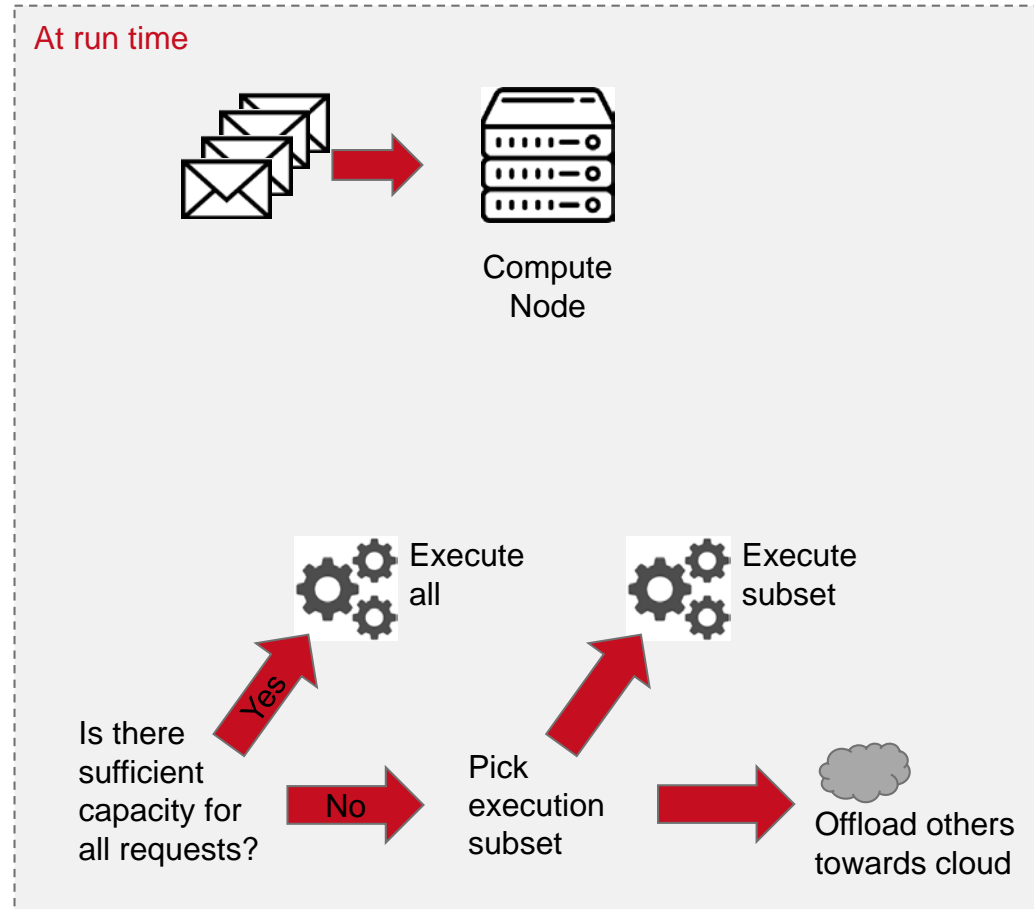 At run time
Compute
Node
Execute
all
Execute
subset
Yes
Is there
sufficient
capacity for
all requests?
No
Pick
execution
subset
Offload others
towards cloud